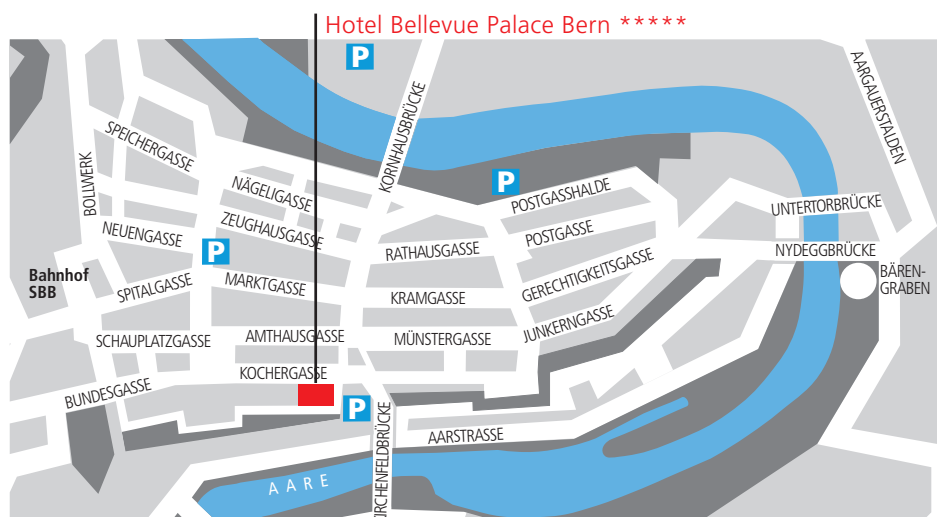 Hotel Bellevue Palace Bern *****
P
AARGAUERSTALDEN
KORNHAUSBRÜCKE
SPEICHERGASSE
BOLLWERK
NÄGELIGASSE
P
POSTGASSHALDE
UNTERTORBRÜCKE
ZEUGHAUSGASSE
NEUENGASSE
P
RATHAUSGASSE
POSTGASSE
NYDEGGBRÜCKE
Bahnhof
SBB
SPITALGASSE
MARKTGASSE
KRAMGASSE
GERECHTIGKEITSGASSE
BÄREN-
GRABEN
SCHAUPLATZGASSE
AMTHAUSGASSE
MÜNSTERGASSE
JUNKERNGASSE
KOCHERGASSE
BUNDESGASSE
P
KIRCHENFELDBRÜCKE
AARSTRASSE
AARE